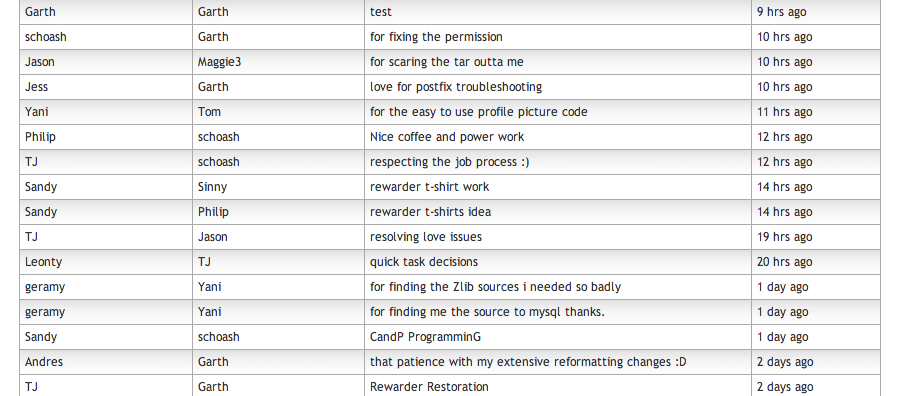 Garth Garth test 9 hrs ago
schoash Garth for fixing the permission 10 hrs ago
Jason Maggie3 for scaring the tar outta me 10 hrs ago
Jess Garth love for postfix troubleshooting 10 hrs ago
Yani Tom for the easy to use profile picture code 11 hrs ago
Philip schoash Nice coffee and power work 12 hrs ago
TJ schoash respecting the job process :) 12 hrs ago
Sandy Sinny rewarder t-shirt work 14 hrs ago
Sandy Philip rewarder t-shirts idea 14 hrs ago
TJ Jason resolving love issues 19 hrs ago
Leonty TJ quick task decisions 20 hrs ago
geramy Yani for finding the Zlib sources i needed so badly 1 day ago
geramy Yani for finding me the source to mysql thanks. 1 day ago
Sandy schoash CandP ProgramminG 1 day ago
Andres Garth that patience with my extensive reformatting changes :D 2 days ago
TJ Garth Rewarder Restoration 2 days ago